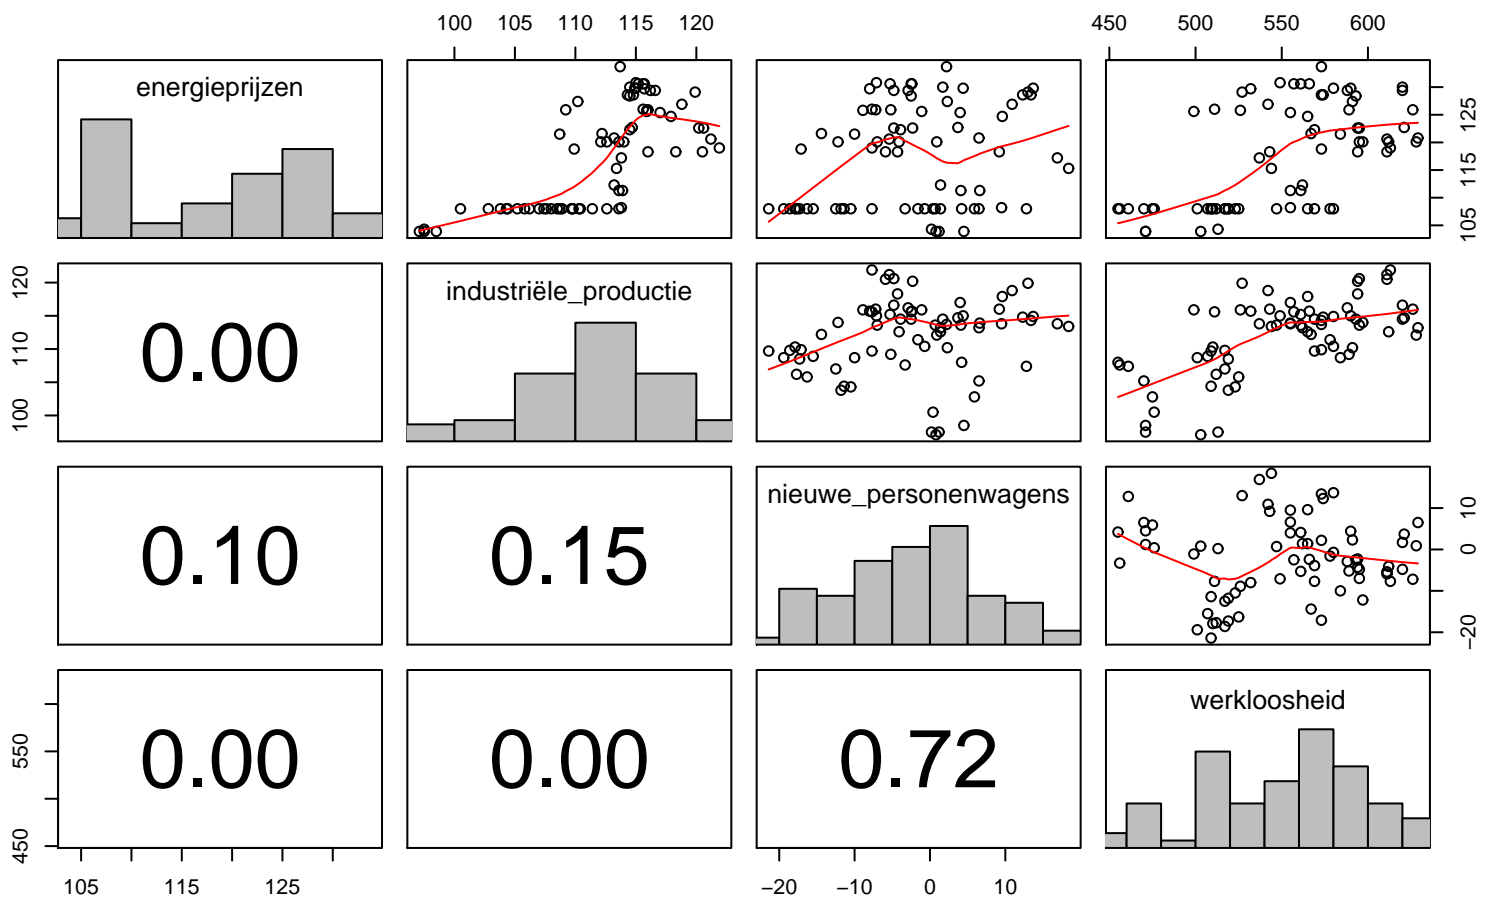 100 105 110 115 120 450 500 550 600
energieprijzen
105 115 125
100 110 120
industriële_productie
0.00
0.10 0.15
nieuwe_personenwagens
−20 0 10
450 550
0.00 0.00 0.72
werkloosheid
105 115 125 −20 −10 0 10